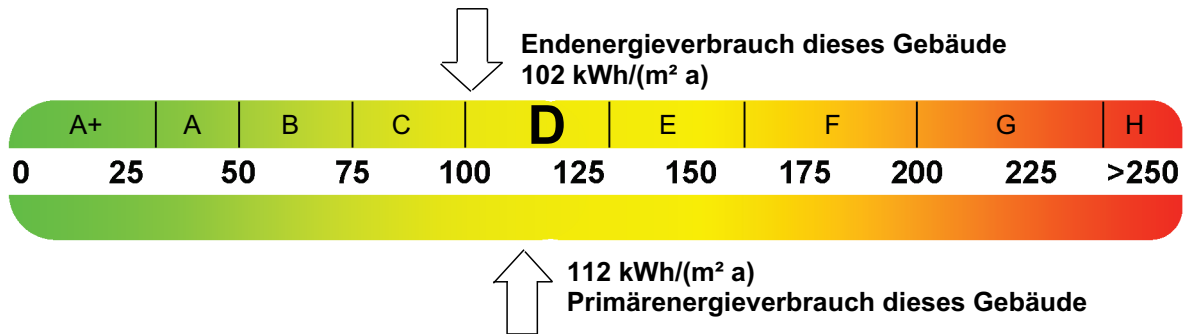 Endenergieverbrauch dieses Gebäude
102 kWh/(m² a)
A+ A B C D E F G H
0 25 50 75 100 125 150 175 200 225 >250
112 kWh/(m² a)
Primärenergieverbrauch dieses Gebäude